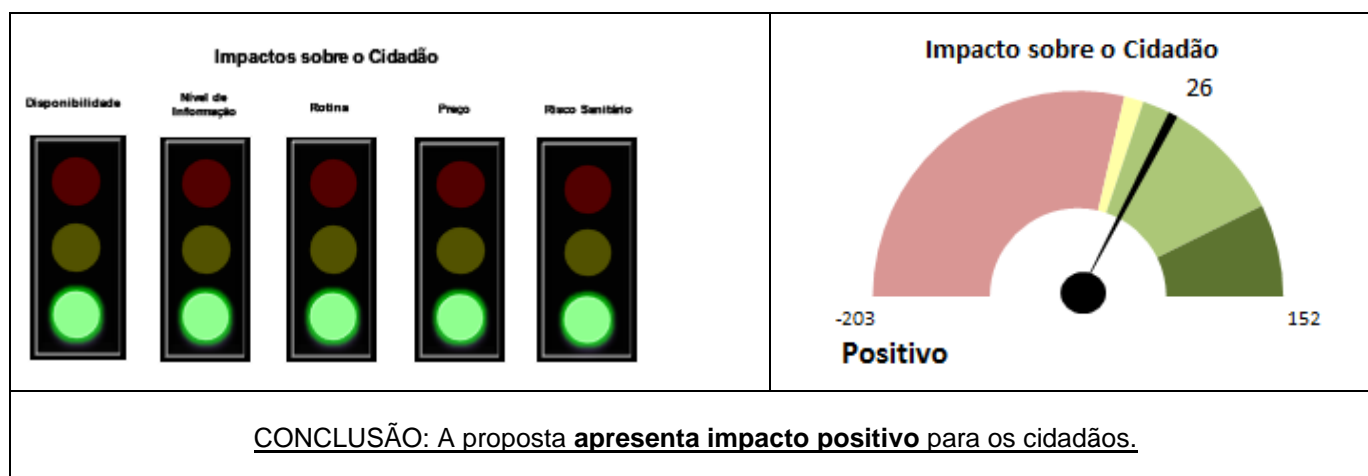 Impactos sobre o Cidadão
Disponibilidade
Nível de
Informação
Rotina
Preço
Risco Sanitário
Impacto sobre o Cidadão
26
-203
152
Positivo
CONCLUSÃO: A proposta apresenta impacto positivo para os cidadãos.